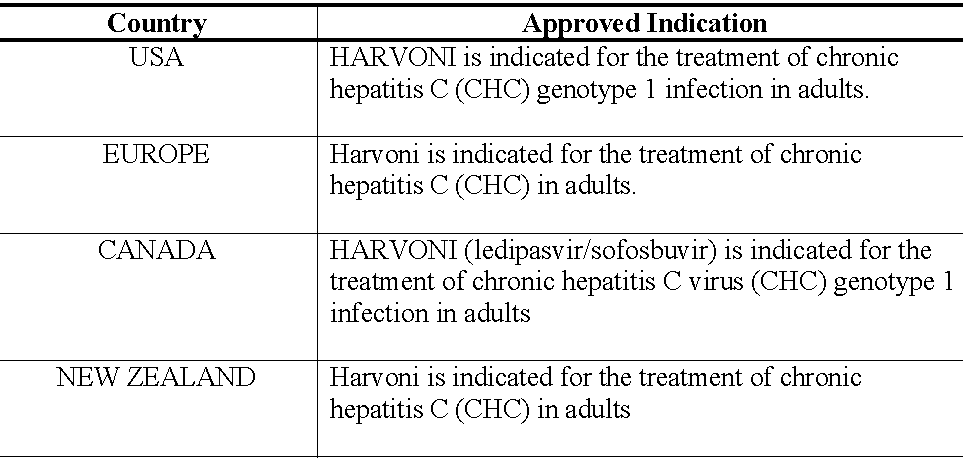 Country Approved Indication
USA HARVONI is indicated for the treatment of chronic
hepatitis C (CHC) genotype 1 infection in adults.
EUROPE Harvoni is indicated for the treatment of chronic
hepatitis C (CHC) in adults.
CANADA HARVONI (ledipasvir/sofosbuvir) is indicated for the
treatment of chronic hepatitis C virus (CHC) genotype 1
infection in adults
NEW ZEALAND Harvoni is indicated for the treatment of chronic
hepatitis C (CHC) in adults